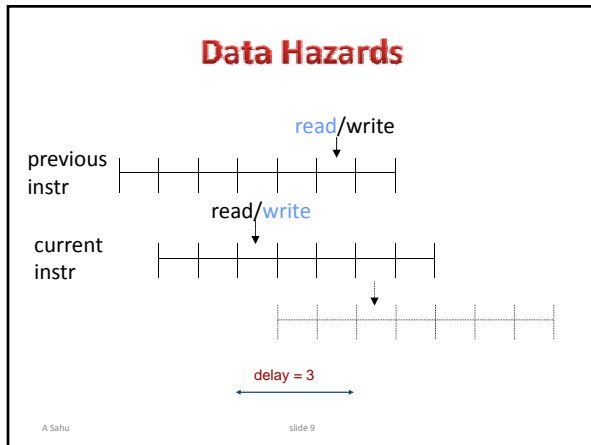 Data Hazards
read/write
previous
instr
read/write
current
instr
delay = 3
A Sahu slide 9